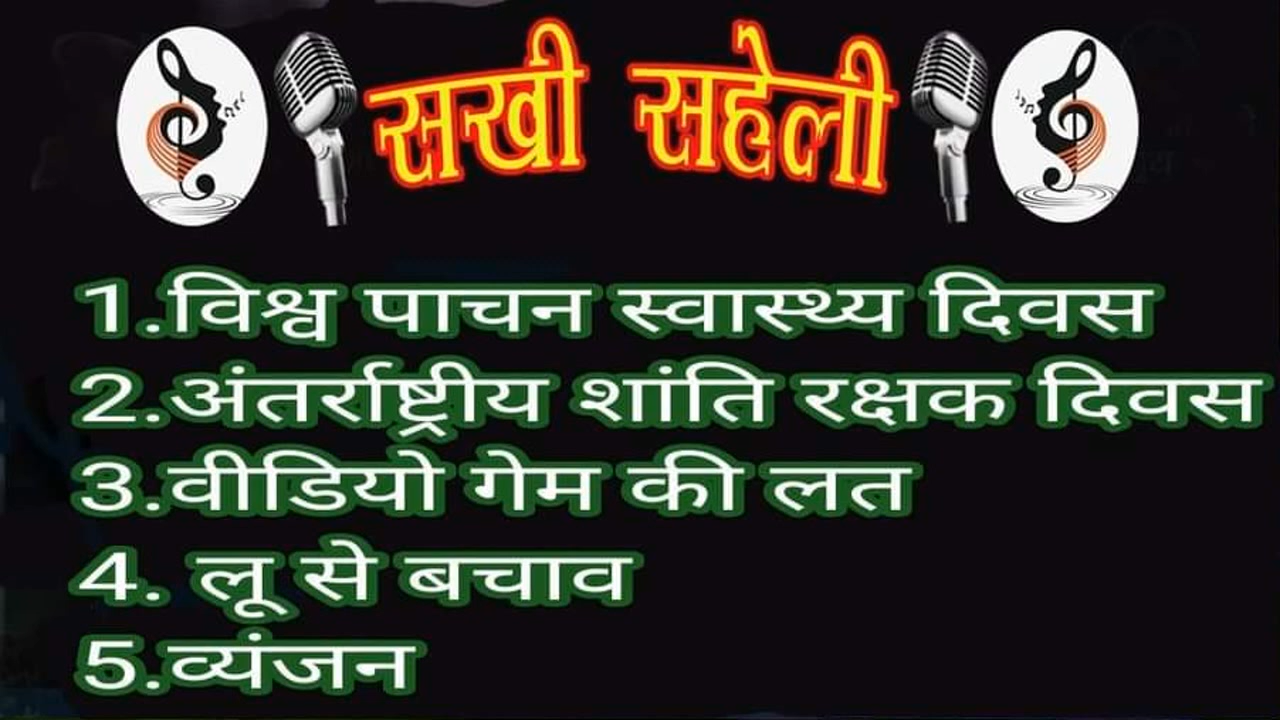 सखी सहेली
1.विश्व पाचन स्वास्थ्य दिवस
2.अंतर्राष्ट्रीय शांति रक्षक दिवस
3.वीडियो गेम की लत
4. लू से बचाव
5.व्यंजन